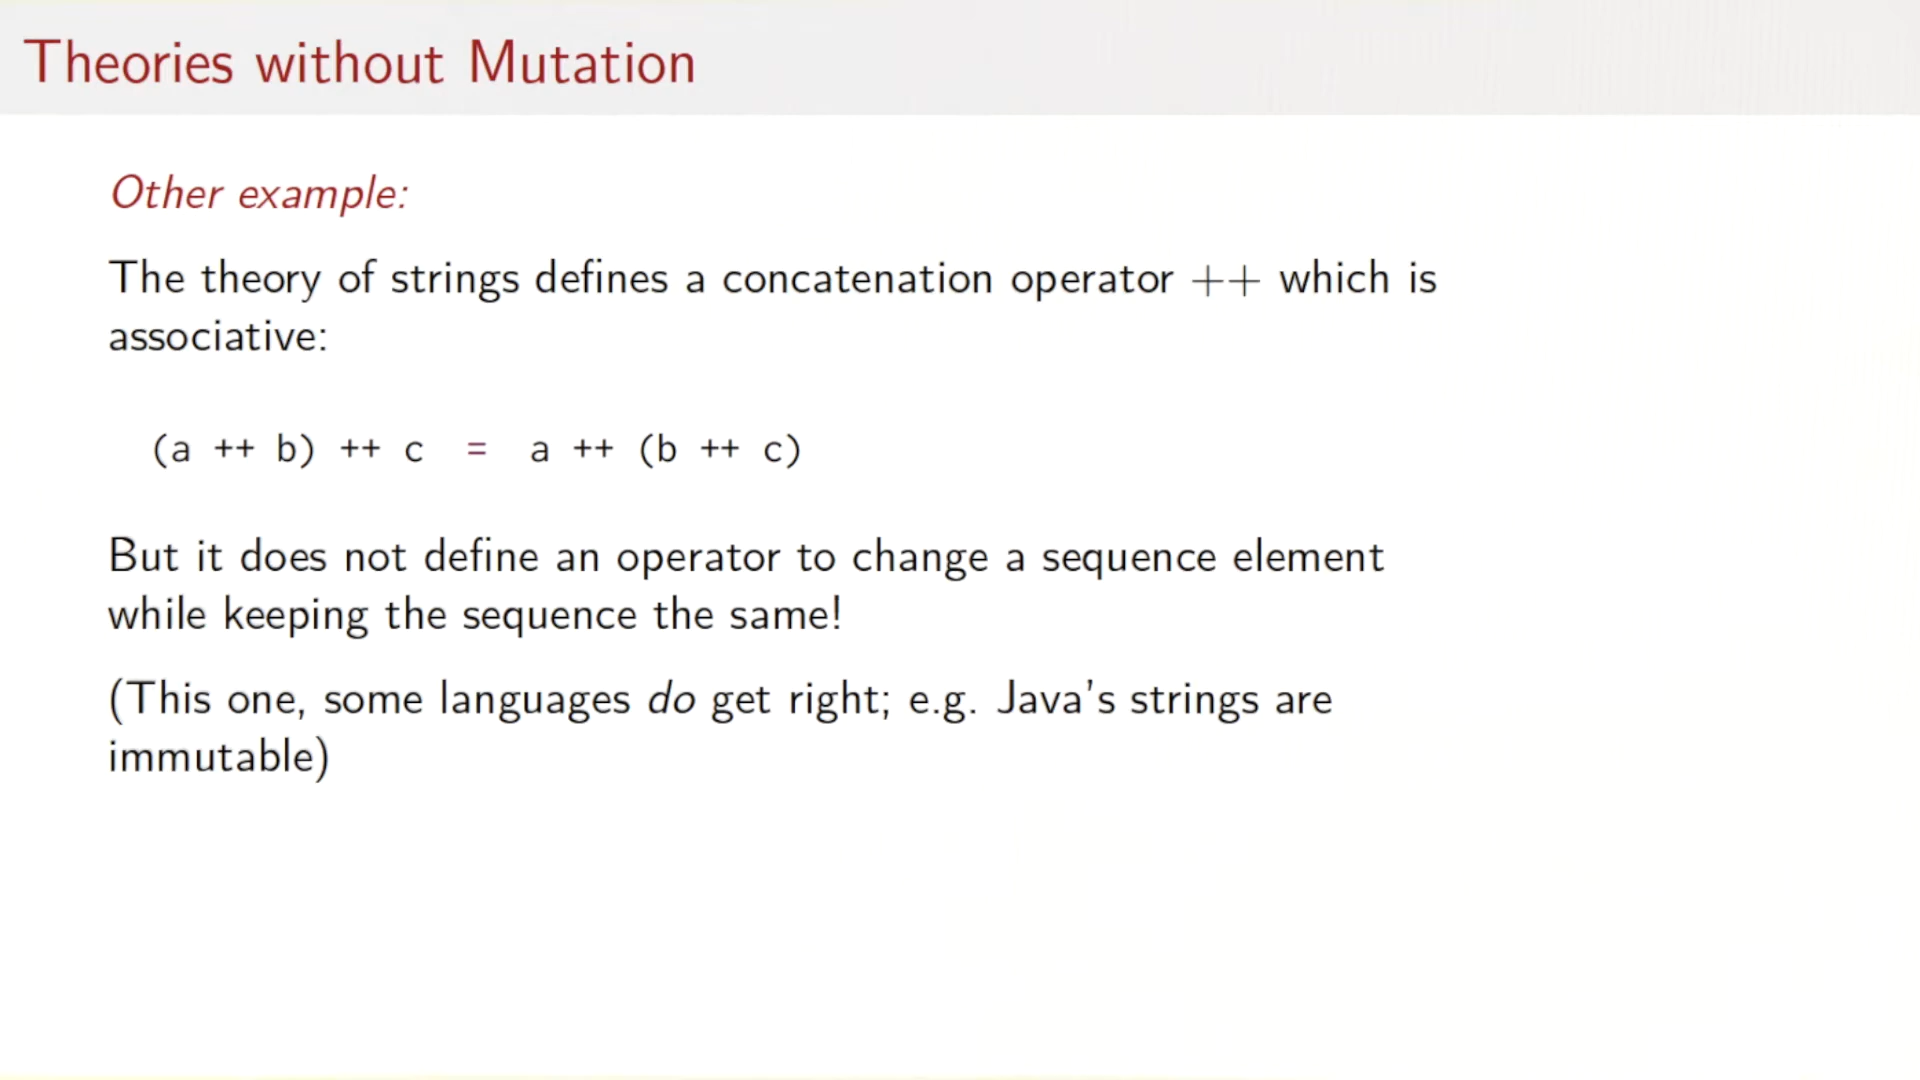 Theories without Mutation
Other example:
The theory of strings defines a concatenation operator ++ which is
associative:
(a ++ b) ++ c = a ++ (b ++ c)
But it does not define an operator to change a sequence element
while keeping the sequence the same!
(This one, some languages do get right; e.g. Java's strings are
immutable)